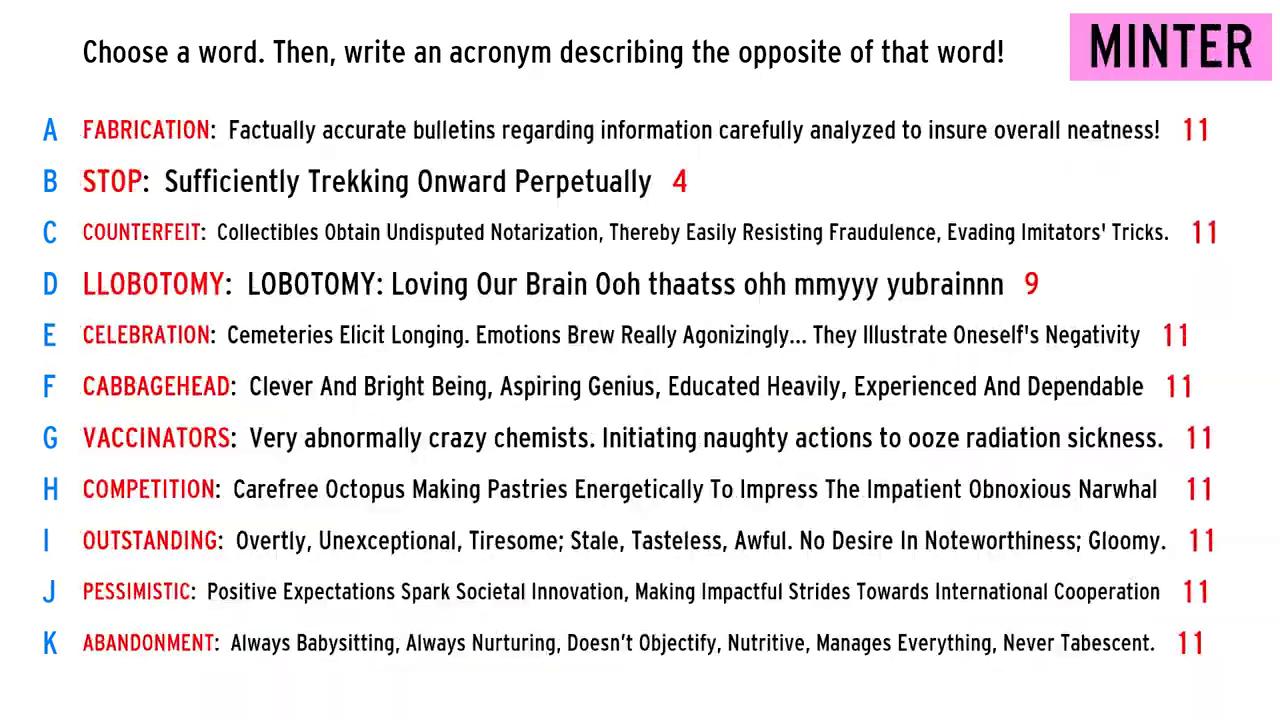 Choose a word. Then, write an acronym describing the opposite of that word!
MINTER
A FABRICATION: Factually accurate bulletins regarding information carefully analyzed to insure overall neatness! 11
B STOP: Sufficiently Trekking Onward Perpetually 4
C COUNTERFEIT: Collectibles Obtain Undisputed Notarization, Thereby Easily Resisting Fraudulence, Evading Imitators' Tricks. 11
D LLOBOTOMY: LOBOTOMY: Loving Our Brain Ooh thaatss ohh mmyyy yubrainnn 9
E CELEBRATION: Cemeteries Elicit Longing. Emotions Brew Really Agonizingly... They Illustrate Oneself's Negativity 11
F CABBAGEHEAD: Clever And Bright Being, Aspiring Genius, Educated Heavily, Experienced And Dependable 11
G VACCINATORS: Very abnormally crazy chemists. Initiating naughty actions to ooze radiation sickness. 11
H COMPETITION: Carefree Octopus Making Pastries Energetically To Impress The Impatient Obnoxious Narwhal 11
I OUTSTANDING: Overtly, Unexceptional, Tiresome; Stale, Tasteless, Awful. No Desire In Noteworthiness; Gloomy. 11
J PESSIMISTIC: Positive Expectations Spark Societal Innovation, Making Impactful Strides Towards International Cooperation 11
K ABANDONMENT: Always Babysitting, Always Nurturing, Doesn’t Objectify, Nutritive, Manages Everything, Never Tabescent. 11